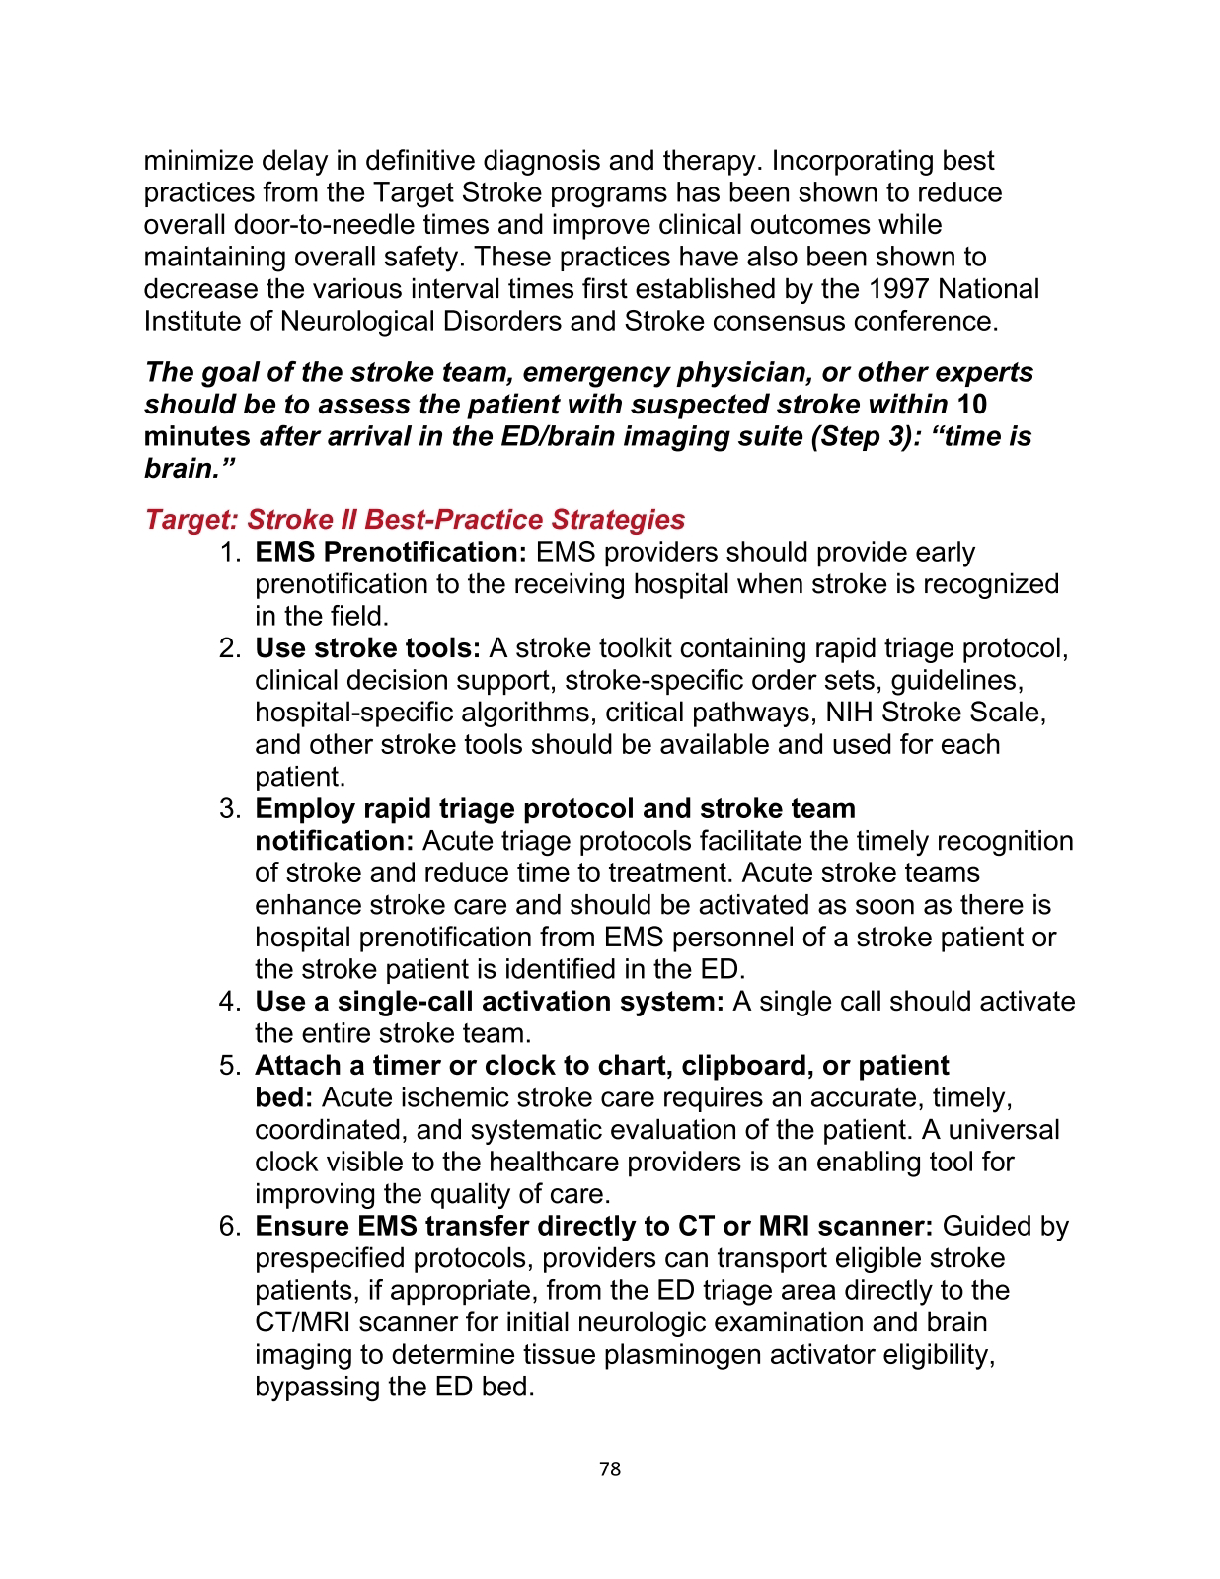 minimize delay in definitive diagnosis and therapy. Incorporating best
practices from the Target Stroke programs has been shown to reduce
overall door-to-needle times and improve clinical outcomes while
maintaining overall safety. These practices have also been shown to
decrease the various interval times first established by the 1997 National
Institute of Neurological Disorders and Stroke consensus conference.
The goal of the stroke team, emergency physician, or other experts
should be to assess the patient with suspected stroke within 10
minutes after arrival in the ED/brain imaging suite (Step 3): “time is
brain.”
Target: Stroke II Best-Practice Strategies
1. EMS Prenotification: EMS providers should provide early
prenotification to the receiving hospital when stroke is recognized
in the field.
2. Use stroke tools: A stroke toolkit containing rapid triage protocol,
clinical decision support, stroke-specific order sets, guidelines,
hospital-specific algorithms, critical pathways, NIH Stroke Scale,
and other stroke tools should be available and used for each
patient.
3. Employ rapid triage protocol and stroke team
notification: Acute triage protocols facilitate the timely recognition
of stroke and reduce time to treatment. Acute stroke teams
enhance stroke care and should be activated as soon as there is
hospital prenotification from EMS personnel of a stroke patient or
the stroke patient is identified in the ED.
4. Use a single-call activation system: A single call should activate
the entire stroke team.
5. Attach a timer or clock to chart, clipboard, or patient
bed: Acute ischemic stroke care requires an accurate, timely,
coordinated, and systematic evaluation of the patient. A universal
clock visible to the healthcare providers is an enabling tool for
improving the quality of care.
6. Ensure EMS transfer directly to CT or MRI scanner: Guided by
prespecified protocols, providers can transport eligible stroke
patients, if appropriate, from the ED triage area directly to the
CT/MRI scanner for initial neurologic examination and brain
imaging to determine tissue plasminogen activator eligibility,
bypassing the ED bed.
78